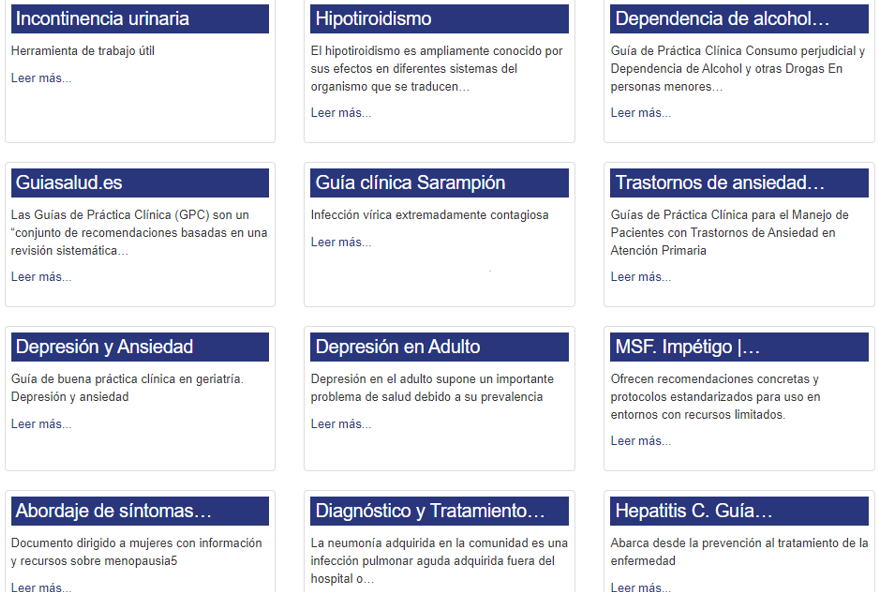 Incontinencia urinaria
Herramienta de trabajo útil
Leer más...
Hipotiroidismo
El hipotiroidismo es ampliamente conocido por
sus efectos en diferentes sistemas del
organismo que se traducen…
Leer más...
Dependencia de alcohol…
Guía de Práctica Clínica Consumo perjudicial y
Dependencia de Alcohol y otras Drogas En
personas menores…
Leer más...
Guiasalud.es
Las Guías de Práctica Clínica (GPC) son un
“conjunto de recomendaciones basadas en una
revisión sistemática…
Leer más...
Guía clínica Sarampión
Infección vírica extremadamente contagiosa
Leer más...
Trastornos de ansiedad…
Guías de Práctica Clínica para el Manejo de
Pacientes con Trastornos de Ansiedad en
Atención Primaria
Leer más...
Depresión y Ansiedad
Guía de buena práctica clínica en geriatría.
Depresión y ansiedad
Leer más...
Depresión en Adulto
Depresión en el adulto supone un importante
problema de salud debido a su prevalencia
Leer más...
MSF. Impétigo |…
Ofrecen recomendaciones concretas y
protocolos estandarizados para uso en
entornos con recursos limitados.
Leer más...
Abordaje de síntomas…
Documento dirigido a mujeres con información
y recursos sobre menopausia5
Leer más...
Diagnóstico y Tratamiento…
La neumonía adquirida en la comunidad es una
infección pulmonar aguda adquirida fuera del
hospital o…
Hepatitis C. Guía…
Abarca desde la prevención al tratamiento de la
enfermedad
Leer más...